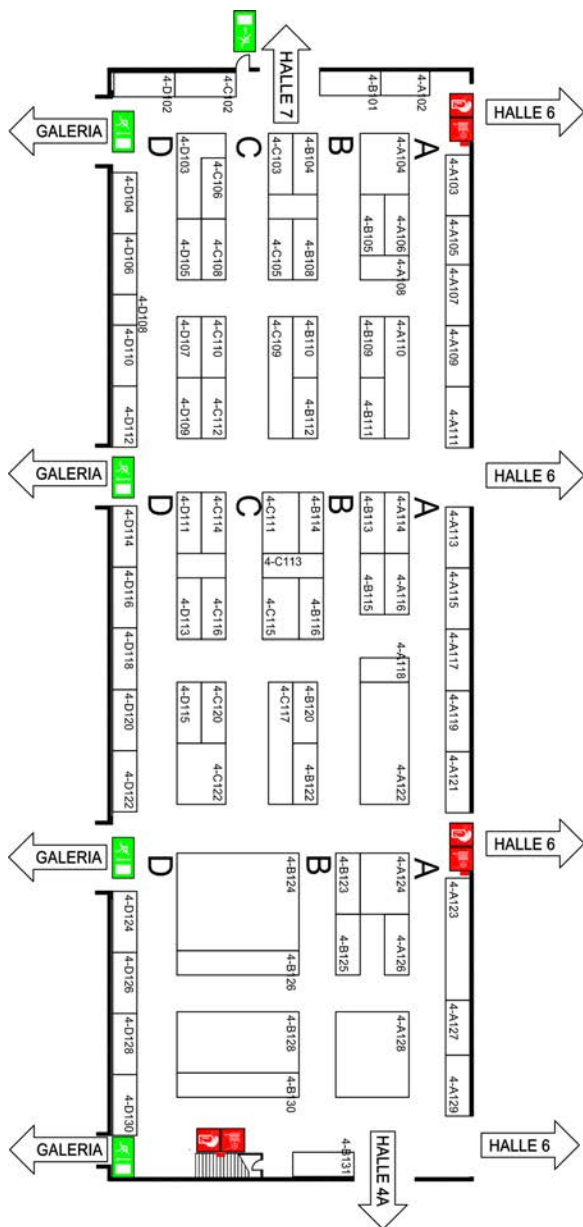 HALLE 7
4-D102
4-C102
4-B101
4-A102
GALERIA
HALLE 6
D
C
B
A
4-D103
4-C106
4-C103
4-B104
4-A104
4-A103
4-D104
4-D106
4-D105
4-C108
4-C105
4-B108
4-B105
4-A106
4-A108
4-A105
4-A107
4-D108
4-D110
4-D107
4-C110
4-C109
4-B110
4-B109
4-A110
4-A109
4-D112
4-D109
4-C112
4-B112
4-B111
4-A111
GALERIA
HALLE 6
D
C
B
A
4-D114
4-D111
4-C114
4-C111
4-B114
4-B113
4-A114
4-A113
4-C113
4-D116
4-D113
4-C116
4-C115
4-B116
4-B115
4-A116
4-A115
4-D118
4-A118
4-A117
4-D120
4-D115
4-C120
4-C117
4-B120
4-A119
4-D122
4-C122
4-B122
4-A122
4-A121
GALERIA
HALLE 6
D
B
A
4-B124
4-B123
4-A124
4-A123
4-D124
4-D126
4-B126
4-B125
4-A126
4-D128
4-B128
4-A128
4-A127
4-D130
4-B130
4-A129
GALERIA
HALLE 6
4-B131
HALLE 4A